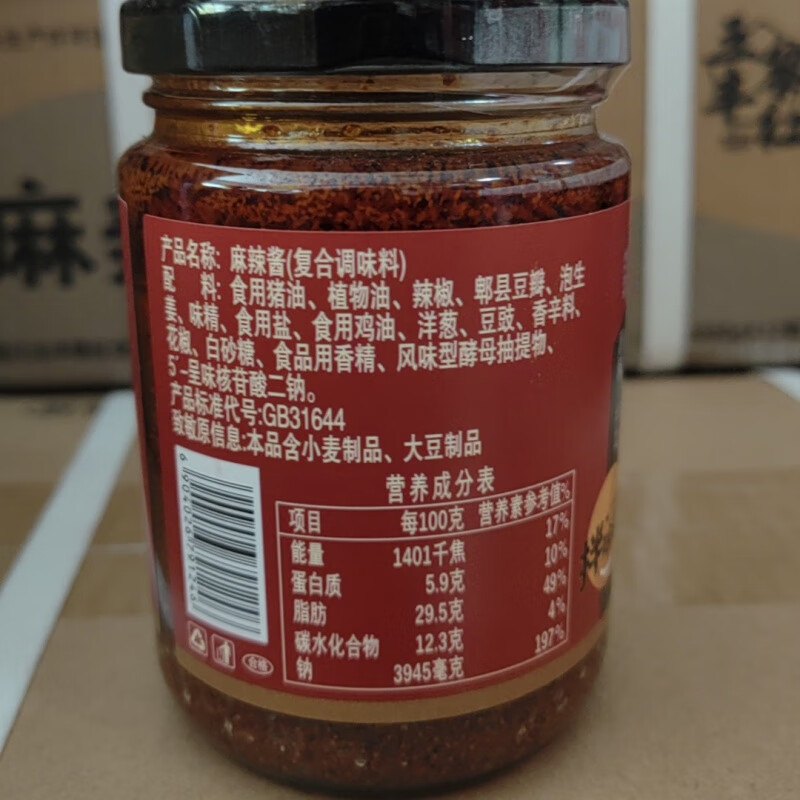 产品名称: 麻辣酱(复合调味料)
配 料: 食用猪油、植物油、辣椒、郫县豆瓣、泡生
姜、味精、食用盐、食用鸡油、洋葱、豆豉、香辛料、
花椒、白砂糖、食品用香精、风味型酵母抽提物、
5´-呈味核苷酸二钠。
产品标准代号:GB31644
致敏原信息:本品含小麦制品、大豆制品
营养成分表
项目 每100克 营养素参考值%
能量 1401千焦 17%
蛋白质 5.9克 10%
脂肪 29.5克 49%
碳水化合物 12.3克 4%
钠 3945毫克 197%
合格
麻